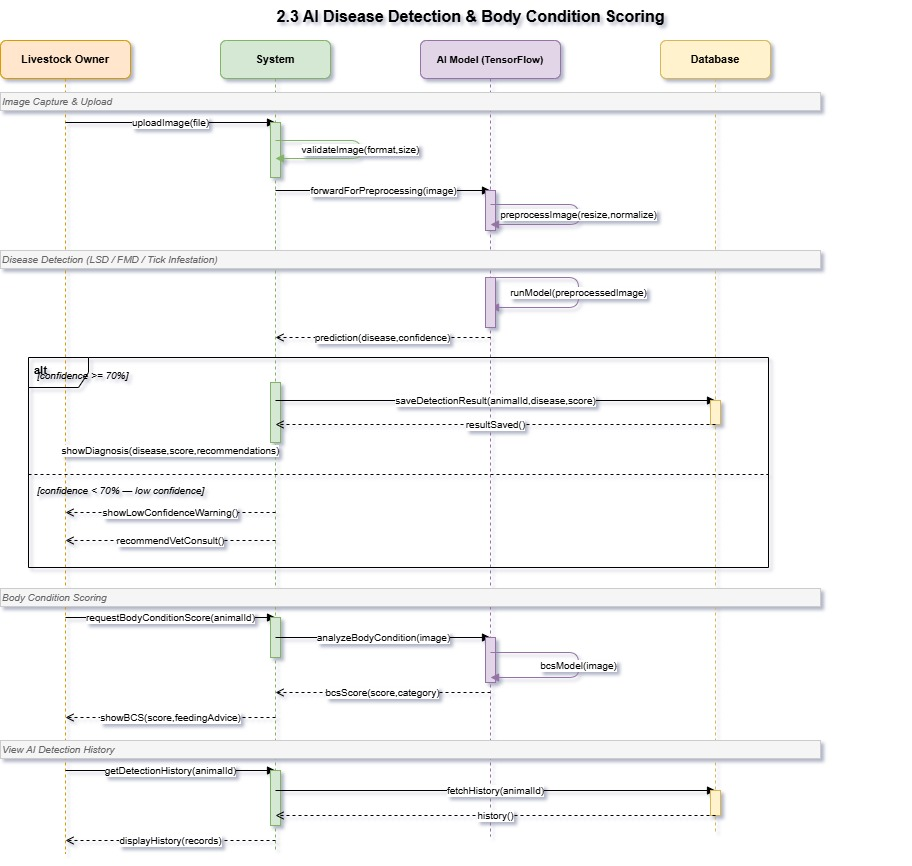 2.3 AI Disease Detection & Body Condition Scoring
Livestock Owner
System
AI Model (TensorFlow)
Database
Image Capture & Upload
uploadImage(file)
validateImage(format,size)
forwardForPreprocessing(image)
preprocessImage(resize,normalize)
Disease Detection (LSD / FMD / Tick Infestation)
runModel(preprocessedImage)
prediction(disease,confidence)
alt
[confidence >= 70%]
saveDetectionResult(animalId,disease,score)
resultSaved()
showDiagnosis(disease,score,recommendations)
[confidence < 70% — low confidence]
showLowConfidenceWarning()
recommendVetConsult()
Body Condition Scoring
requestBodyConditionScore(animalId)
analyzeBodyCondition(image)
bcsModel(image)
bcsScore(score,category)
showBCS(score,feedingAdvice)
View AI Detection History
getDetectionHistory(animalId)
fetchHistory(animalId)
history()
displayHistory(records)